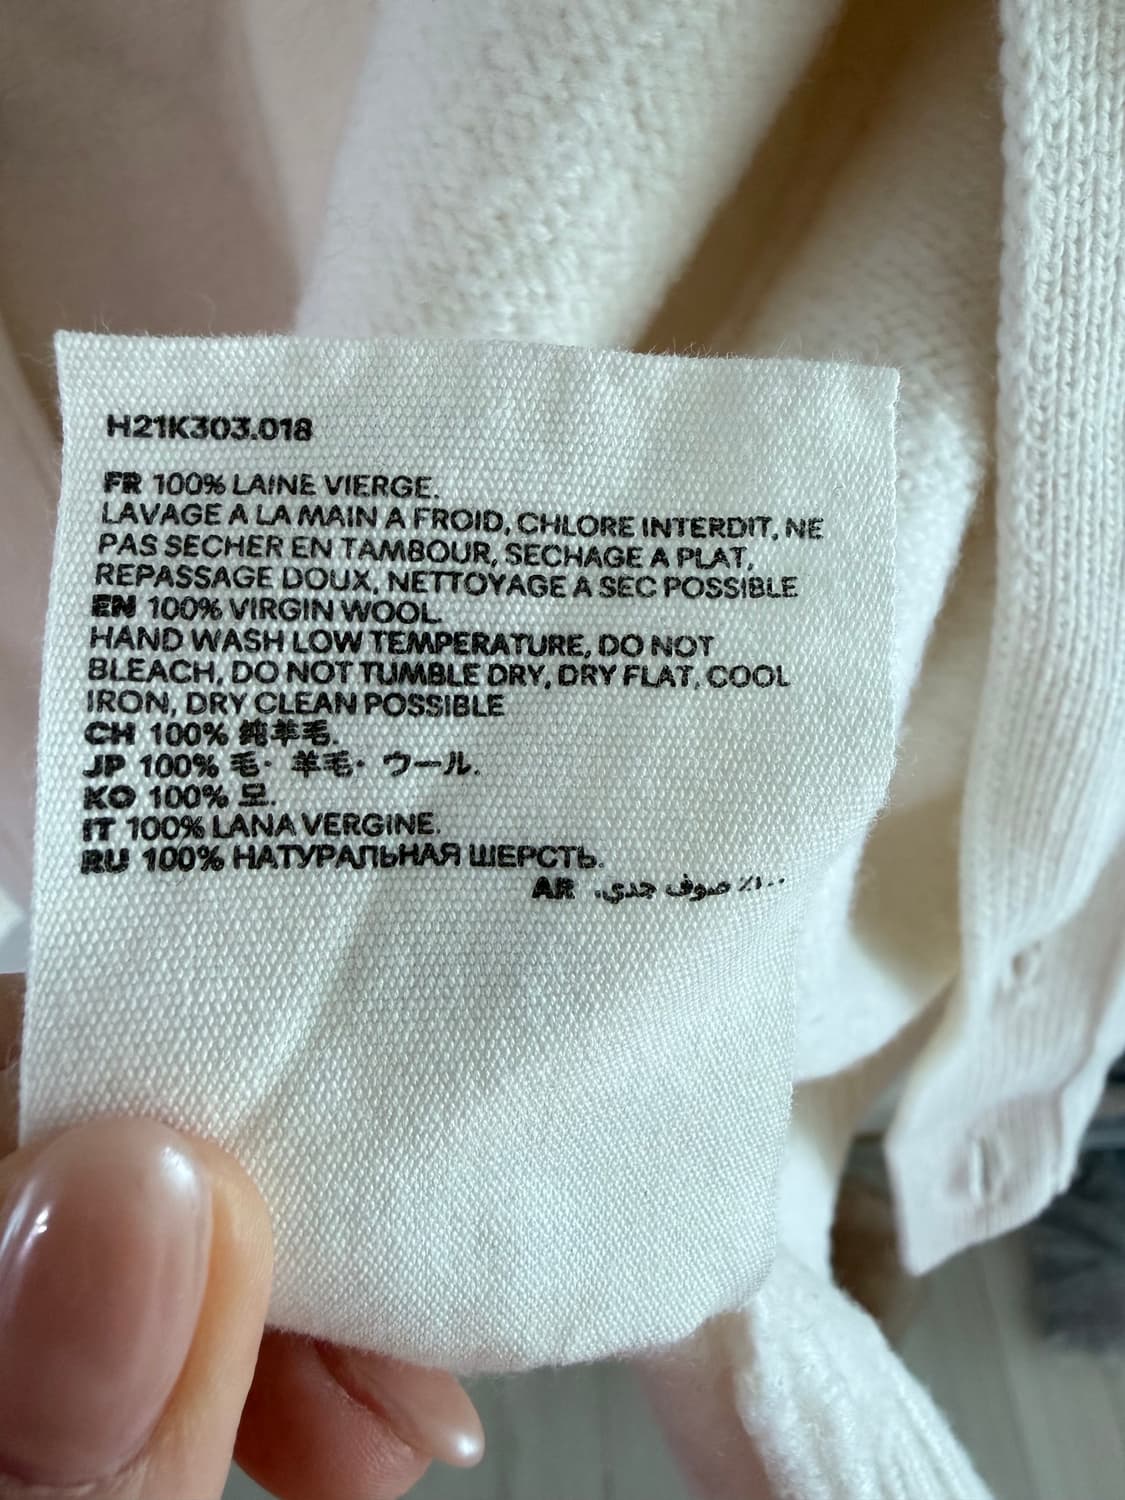 H21K303.018
FR 100% LAINE VIERGE.
LAVAGE A LA MAIN A FROID, CHLORE INTERDIT, NE
PAS SECHER EN TAMBOUR, SECHAGE A PLAT,
REPASSAGE DOUX, NETTOYAGE A SEC POSSIBLE
EN 100% VIRGIN WOOL.
HAND WASH LOW TEMPERATURE, DO NOT
BLEACH, DO NOT TUMBLE DRY, DRY FLAT, COOL
IRON, DRY CLEAN POSSIBLE
CH 100% 纯羊毛.
JP 100% 毛・ 羊毛・ ウール.
KO 100% 모.
IT 100% LANA VERGINE.
RU 100% НАТУРАЛЬНАЯ ШЕРСТЬ.
AR ١٠٠٪ صوف جدي.